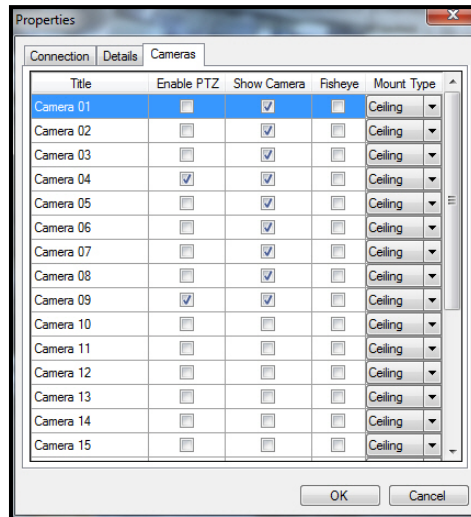 Properties
Connection Details Cameras
Title Enable PTZ Show Camera Fisheye Mount Type
Camera 01 Ceiling
Camera 02 Ceiling
Camera 03 Ceiling
Camera 04 Ceiling
Camera 05 Ceiling
Camera 06 Ceiling
Camera 07 Ceiling
Camera 08 Ceiling
Camera 09 Ceiling
Camera 10 Ceiling
Camera 11 Ceiling
Camera 12 Ceiling
Camera 13 Ceiling
Camera 14 Ceiling
Camera 15 Ceiling
OK Cancel